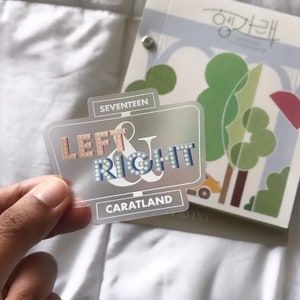 헹가래
SEVENTEEN
LEFT
&
RIGHT
CARATLAND